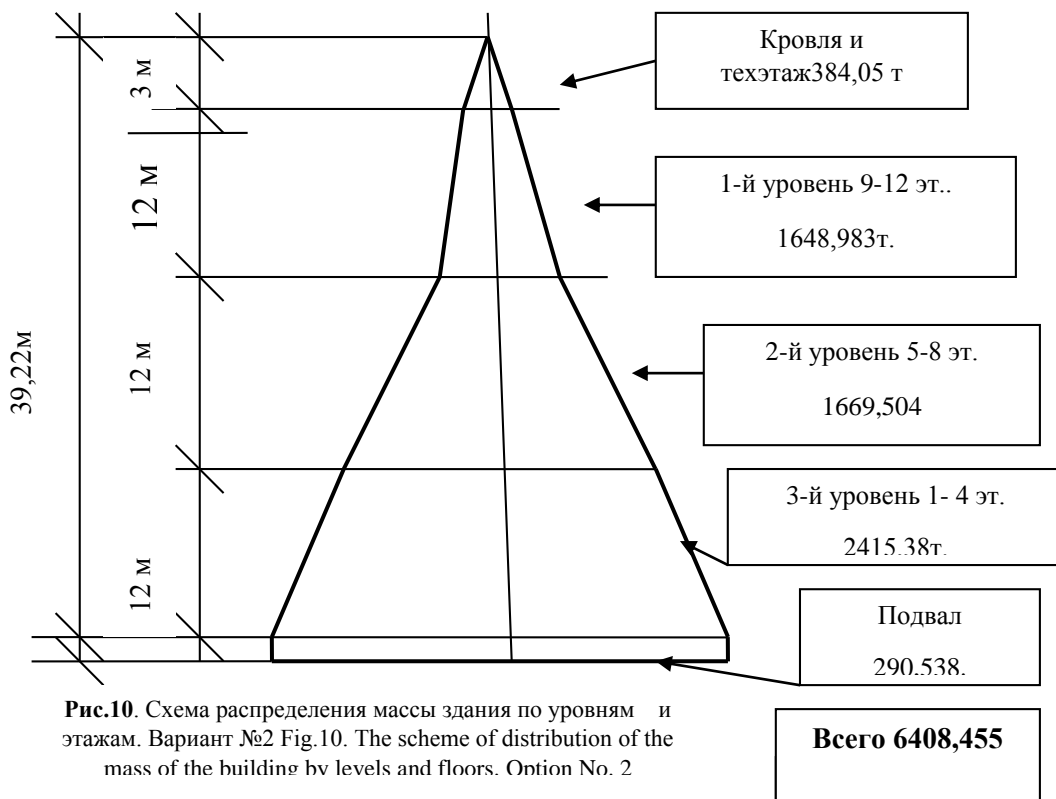 3 м
12 м
39,22м
12 м
12 м
Кровля и
техэтаж384,05 т
1-й уровень 9-12 эт..
1648,983т.
2-й уровень 5-8 эт.
1669,504
3-й уровень 1- 4 эт.
2415.38т.
Подвал
290.538.
Всего 6408,455
Рис.10. Схема распределения массы здания по уровням и
этажам. Вариант №2 Fig.10. The scheme of distribution of the
mass of the building by levels and floors. Option No. 2